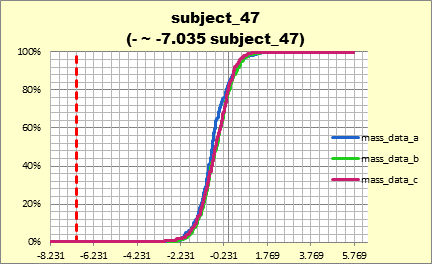 subject_47
(- ~ -7.035 subject_47)
100%
80%
60%
40%
20%
0%
mass_data_a
mass_data_b
mass_data_c
-8.231 -6.231 -4.231 -2.231 -0.231 1.769 3.769 5.769